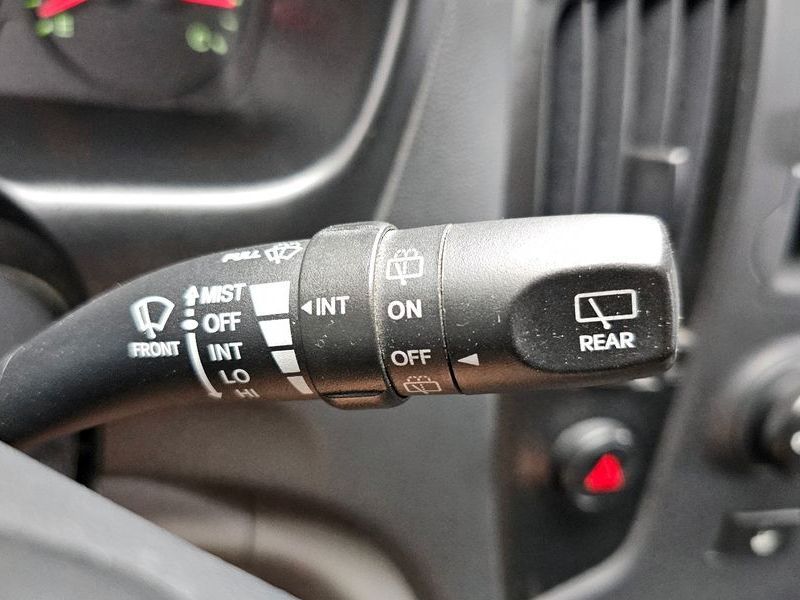 PULL
MIST
OFF
INT
LO
HI
FRONT
INT
ON
OFF
REAR